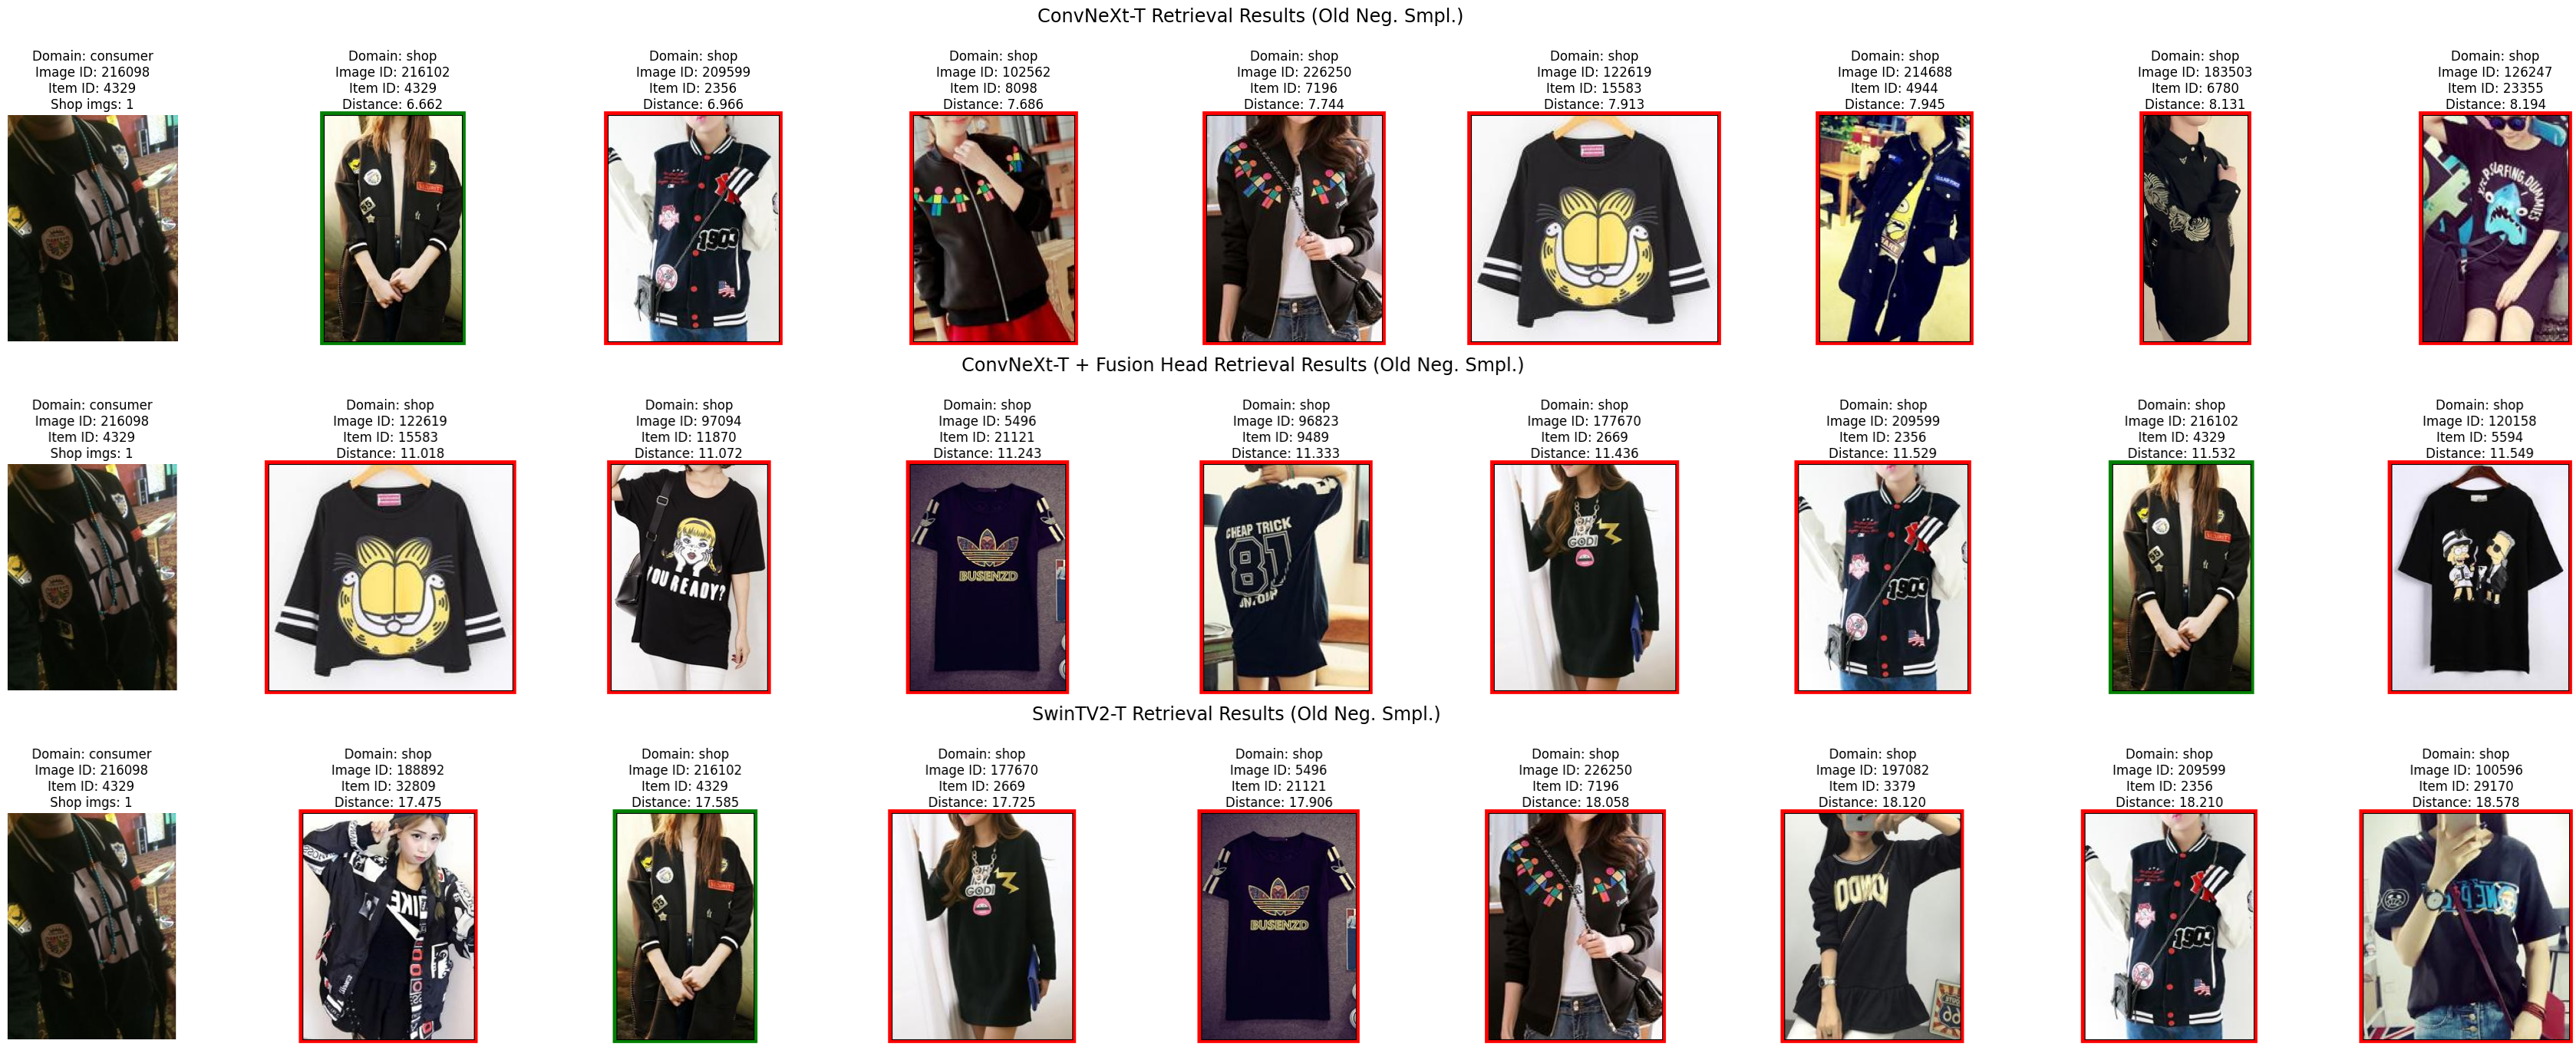 ConvNeXt-T Retrieval Results (Old Neg. Smpl.)
Domain: consumer
Image ID: 216098
Item ID: 4329
Shop imgs: 1
Domain: shop
Image ID: 216102
Item ID: 4329
Distance: 6.662
Domain: shop
Image ID: 209599
Item ID: 2356
Distance: 6.966
1903
Domain: shop
Image ID: 102562
Item ID: 8098
Distance: 7.686
Domain: shop
Image ID: 226250
Item ID: 7196
Distance: 7.744
Domain: shop
Image ID: 122619
Item ID: 15583
Distance: 7.913
Domain: shop
Image ID: 214688
Item ID: 4944
Distance: 7.945
Domain: shop
Image ID: 183503
Item ID: 6780
Distance: 8.131
Domain: shop
Image ID: 126247
Item ID: 23355
Distance: 8.194
ConvNeXt-T + Fusion Head Retrieval Results (Old Neg. Smpl.)
Domain: consumer
Image ID: 216098
Item ID: 4329
Shop imgs: 1
Domain: shop
Image ID: 122619
Item ID: 15583
Distance: 11.018
Domain: shop
Image ID: 97094
Item ID: 11870
Distance: 11.072
YOU READY?
Domain: shop
Image ID: 5496
Item ID: 21121
Distance: 11.243
BUSENZD
Domain: shop
Image ID: 96823
Item ID: 9489
Distance: 11.333
CHEAP TRICK
81
Domain: shop
Image ID: 177670
Item ID: 2669
Distance: 11.436
OH
GOD!
Domain: shop
Image ID: 209599
Item ID: 2356
Distance: 11.529
1903
Domain: shop
Image ID: 216102
Item ID: 4329
Distance: 11.532
Domain: shop
Image ID: 120158
Item ID: 5594
Distance: 11.549
SwinTV2-T Retrieval Results (Old Neg. Smpl.)
Domain: consumer
Image ID: 216098
Item ID: 4329
Shop imgs: 1
Domain: shop
Image ID: 188892
Item ID: 32809
Distance: 17.475
Domain: shop
Image ID: 216102
Item ID: 4329
Distance: 17.585
Domain: shop
Image ID: 177670
Item ID: 2669
Distance: 17.725
OH
GOD!
Domain: shop
Image ID: 5496
Item ID: 21121
Distance: 17.906
BUSENZD
Domain: shop
Image ID: 226250
Item ID: 7196
Distance: 18.058
Domain: shop
Image ID: 197082
Item ID: 3379
Distance: 18.120
Domain: shop
Image ID: 209599
Item ID: 2356
Distance: 18.210
1903
Domain: shop
Image ID: 100596
Item ID: 29170
Distance: 18.578